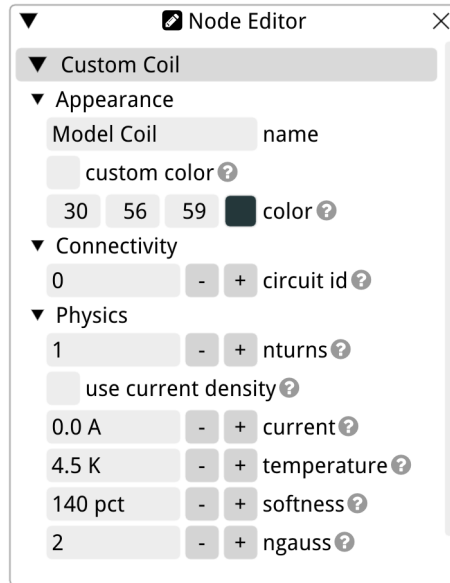 Node Editor
Custom Coil
Appearance
Model Coil name
custom color ?
30 56 59 color ?
Connectivity
0 - + circuit id ?
Physics
1 - + nturns ?
use current density ?
0.0 A - + current ?
4.5 K - + temperature ?
140 pct - + softness ?
2 - + ngauss ?